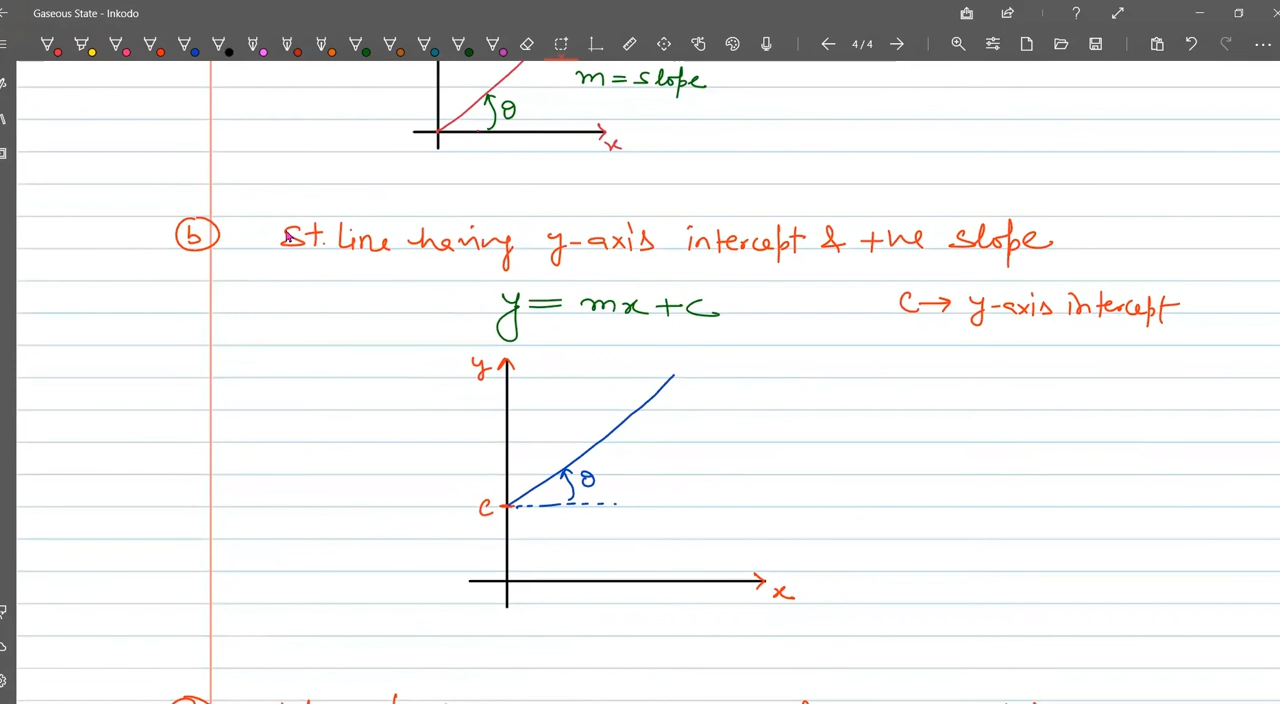 Gaseous State - Inkodo
4/4
m = slope
θ
x
b St. Line having y-axis intercept & +ve slope
y = mx + c
c → y-axis intercept
y
θ
c
x